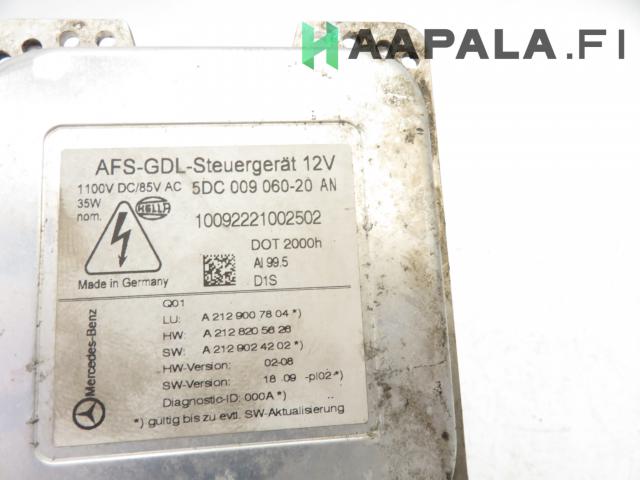 HAAPALA.FI
AFS-GDL-Steuergerät 12V
1100V DC/85V AC 5DC 009 060-20 AN
35W
nom.
HELLA
10092221002502
DOT 2000h
AI 99.5
D1S
Made in Germany
Mercedes-Benz
Q01
LU: A 212 900 78 04 *)
HW: A 212 820 56 26
SW: A 212 902 42 02 *)
HW-Version: 02-08
SW-Version: 18 .09 -pl02 *)
Diagnostic-ID: 000A *)
*) gültig bis zu evtl. SW-Aktualisierung